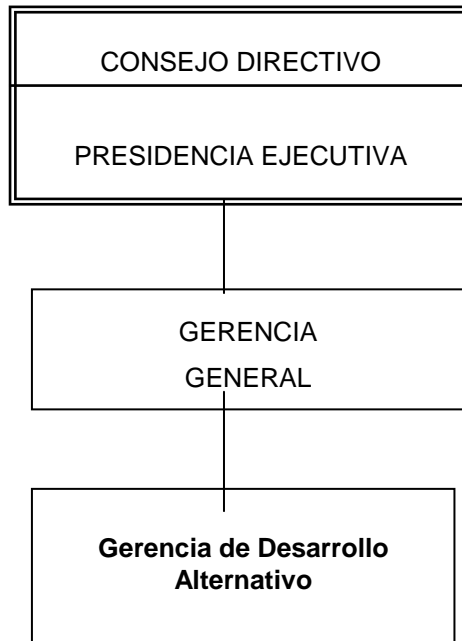 CONSEJO DIRECTIVO
PRESIDENCIA EJECUTIVA
GERENCIA
GENERAL
Gerencia de Desarrollo
Alternativo